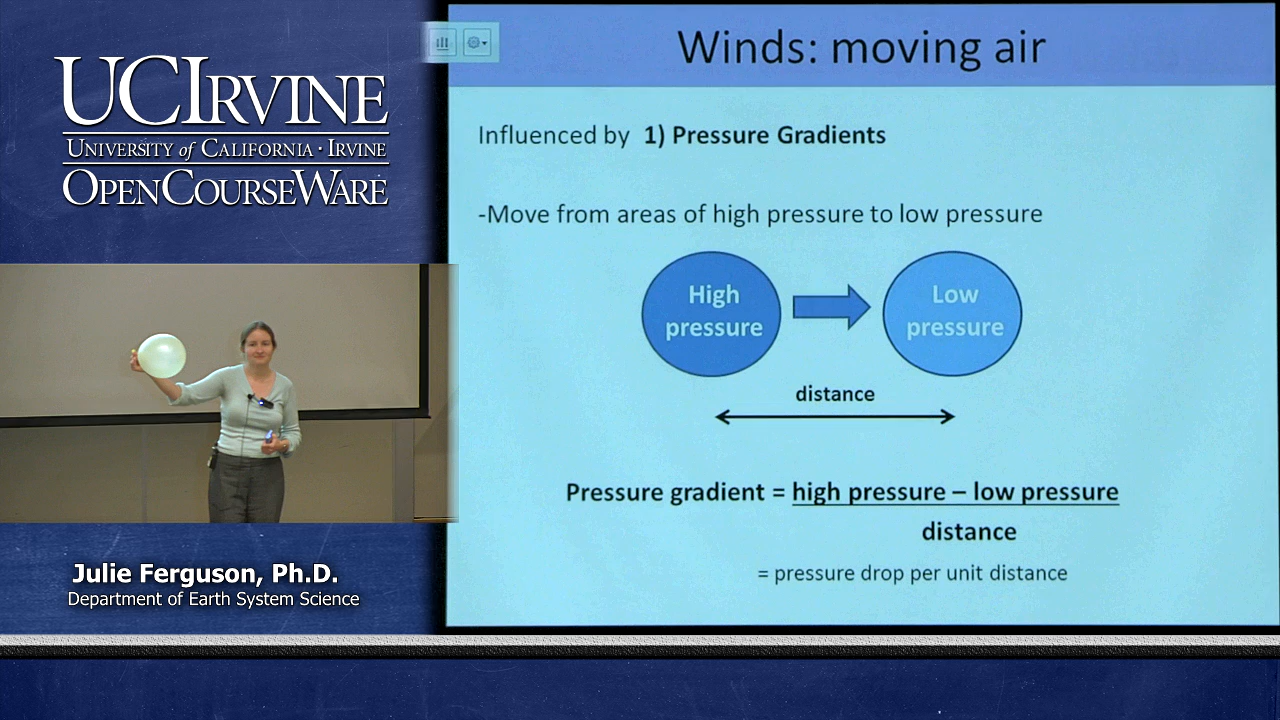 UCIRVINE
UNIVERSITY of CALIFORNIA · IRVINE
OPENCOURSEWARE
Julie Ferguson, Ph.D.
Department of Earth System Science
Winds: moving air
Influenced by 1) Pressure Gradients
-Move from areas of high pressure to low pressure
High
pressure
Low
pressure
distance
Pressure gradient = high pressure – low pressure
distance
= pressure drop per unit distance